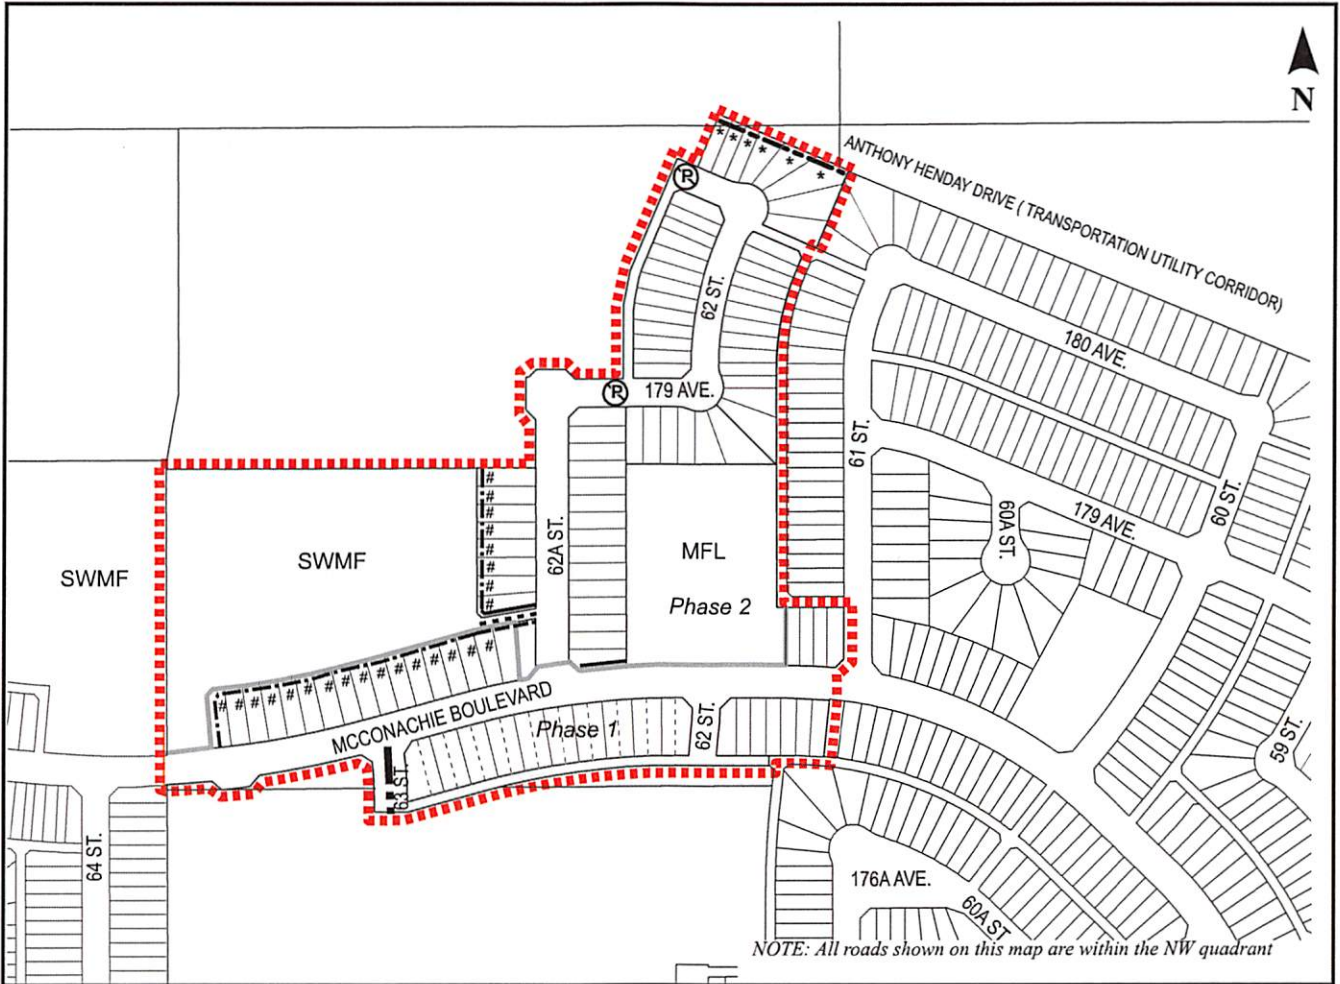 N
ANTHONY HENDAY DRIVE ( TRANSPORTATION UTILITY CORRIDOR)
* * * * *
R
62 ST.
180 AVE.
R
179 AVE.
61 ST.
60 ST.
179 AVE.
60A ST.
62A ST.
SWMF
SWMF
MFL
Phase 2
# # # # # # # #
# # # # # # # # # # # # # # # # #
MCCONACHIE BOULEVARD
Phase 1
62 ST.
63 ST
59 ST.
64 ST.
176A AVE.
60A ST
NOTE: All roads shown on this map are within the NW quadrant